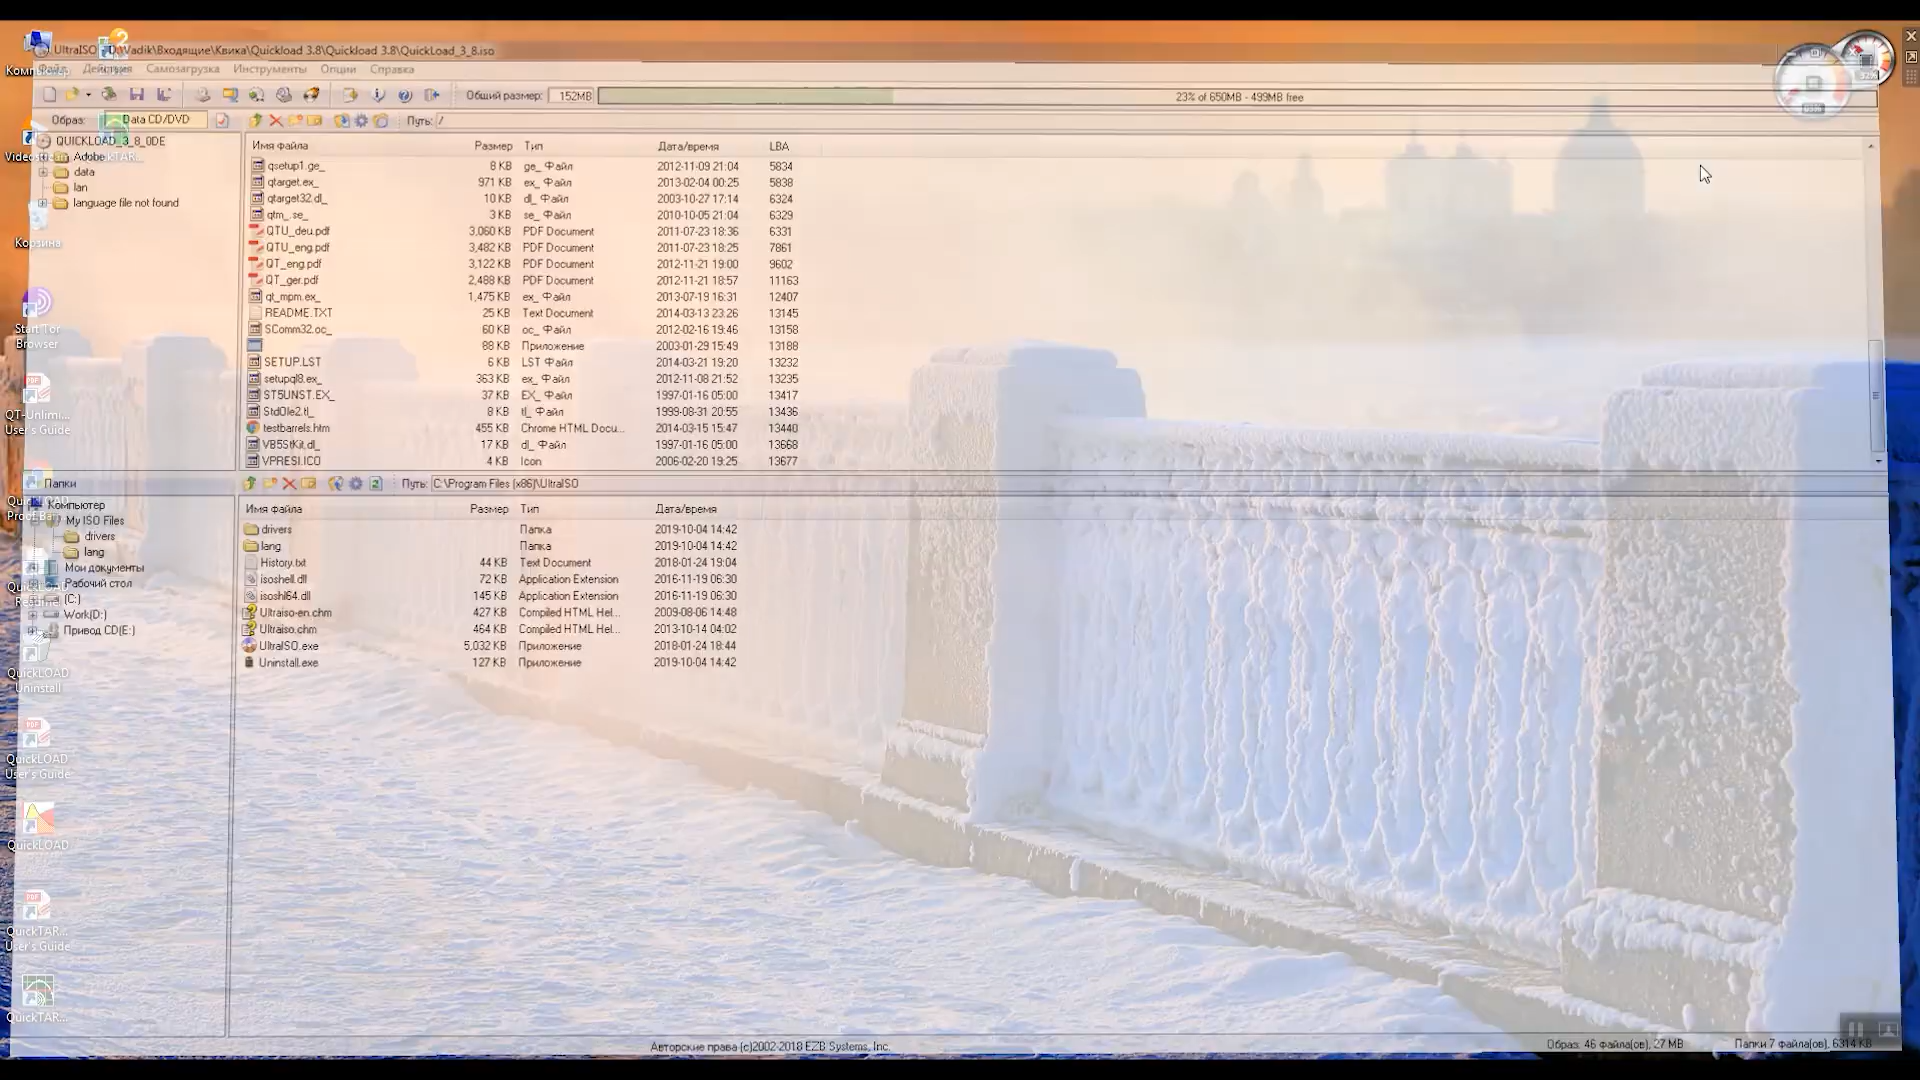 UltraISO - D:\Vadik\Входящие\Квика\Quickload 3.8\Quickload 3.8\QuickLoad_3_8.iso
Файл Действия Самозагрузка Инструменты Опции Справка
Общий размер: 152MB 23% of 650MB - 499MB free
Образ: Data CD/DVD Путь: /
QUICKLOAD_3_8_0DE
Adobe
data
lan
language file not found
Имя файла Размер Тип Дата/время LBA
qsetup1.ge_ 8 KB ge_ Файл 2012-11-09 21:04 5834
qtarget.ex_ 971 KB ex_ Файл 2013-02-04 00:25 5838
qtarget32.dl_ 10 KB dl_ Файл 2003-10-27 17:14 6324
qtm_.se_ 3 KB se_ Файл 2010-10-05 21:04 6329
QTU_deu.pdf 3,060 KB PDF Document 2011-07-23 18:36 6331
QTU_eng.pdf 3,482 KB PDF Document 2011-07-23 18:25 7861
QT_eng.pdf 3,122 KB PDF Document 2012-11-21 19:00 9602
QT_ger.pdf 2,488 KB PDF Document 2012-11-21 18:57 11163
qt_mpm.ex_ 1,475 KB ex_ Файл 2013-07-19 16:31 12407
README.TXT 25 KB Text Document 2014-03-13 23:26 13145
SComm32.oc_ 60 KB oc_ Файл 2012-02-16 19:46 13158
88 KB Приложение 2003-01-29 15:49 13188
SETUP.LST 6 KB LST Файл 2014-03-21 19:20 13232
setupql8.ex_ 363 KB ex_ Файл 2012-11-08 21:52 13235
ST5UNST.EX_ 37 KB EX_ Файл 1997-01-16 05:00 13417
StdOle2.tl_ 8 KB tl_ Файл 1999-08-31 20:55 13436
testbarrels.htm 455 KB Chrome HTML Docu... 2014-03-15 15:47 13440
VB5StKit.dl_ 17 KB dl_ Файл 1997-01-16 05:00 13668
VPRESI.ICO 4 KB Icon 2006-02-20 19:25 13677
Папки Путь: C:\Program Files (x86)\UltraISO
Компьютер
My ISO Files
drivers
lang
Мои документы
Рабочий стол
(C:)
Work(D:)
Привод CD(E:)
Имя файла Размер Тип Дата/время
drivers Папка 2019-10-04 14:42
lang Папка 2019-10-04 14:42
History.txt 44 KB Text Document 2018-01-24 19:04
isoshell.dll 72 KB Application Extension 2016-11-19 06:30
isoshl64.dll 145 KB Application Extension 2016-11-19 06:30
Ultraiso-en.chm 427 KB Compiled HTML Hel... 2009-08-06 14:48
Ultraiso.chm 464 KB Compiled HTML Hel... 2013-10-14 04:02
UltraISO.exe 5,032 KB Приложение 2018-01-24 18:44
Uninstall.exe 127 KB Приложение 2019-10-04 14:42
Корзина
Start Tor
Browser
QT-Unlimi...
User's Guide
QuickLOAD
Uninstall
QuickLOAD
User's Guide
QuickLOAD
QuickTAR...
User's Guide
QuickTAR...
Авторские права (c)2002-2018 EZB Systems, Inc.
Образ: 46 файла(ов), 27 MB
Папки 7 файла(ов), 6314 KB